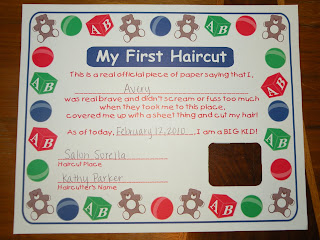 My First Haircut
This is a real official piece of paper saying that I,
Avery
was real brave and didn't scream or fuss too much
when they took me to this place,
covered me up with a sheet thing and cut my hair!
As of today, February 17, 2010, I am a BIG KID!
Salon Sorella
Haircut Place
Kathy Parker
Haircutter's Name